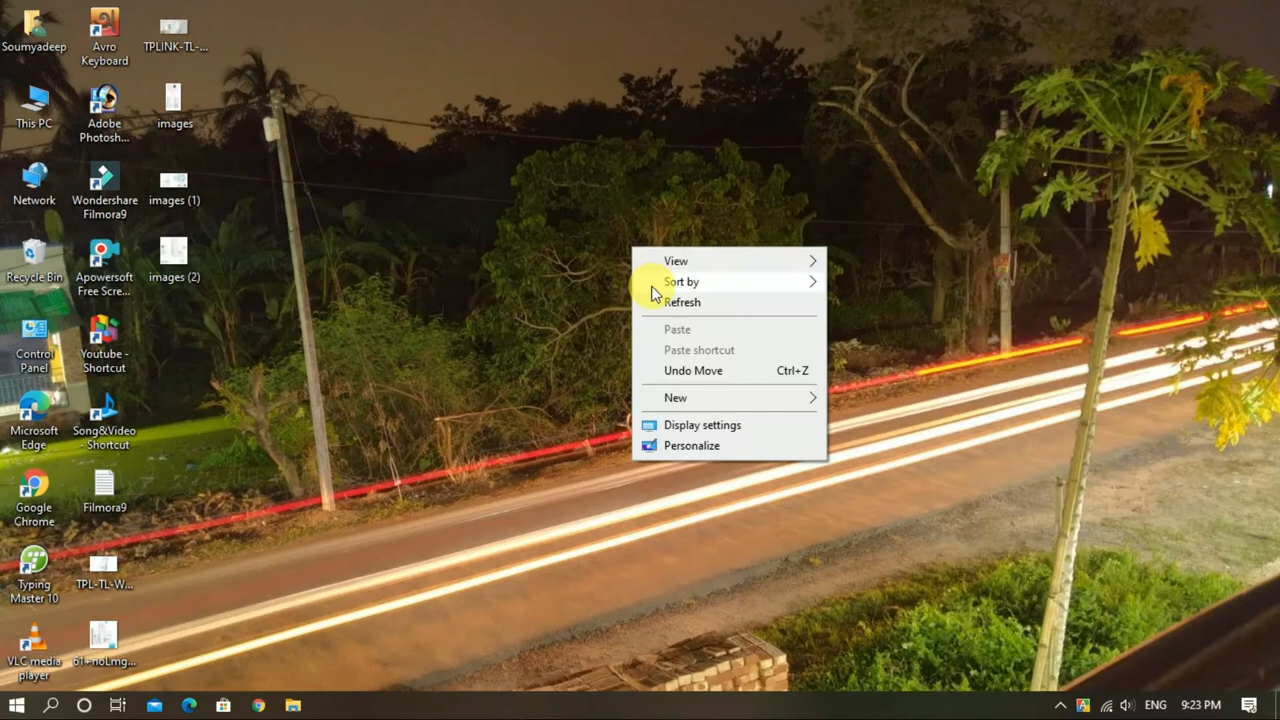 Soumyadeep
Avro
Keyboard
TPLINK-TL-...
This PC
Adobe
Photosh...
images
Network
Wondershare
Filmora9
images (1)
Recycle Bin
Apowersoft
Free Scre...
images (2)
Control
Panel
Youtube -
Shortcut
Microsoft
Edge
Song&Video
- Shortcut
Google
Chrome
Filmora9
Typing
Master 10
TPL-TL-W...
VLC media
player
61+noLmg...
View
Sort by
Refresh
Paste
Paste shortcut
Undo Move Ctrl+Z
New
Display settings
Personalize
ENG 9:23 PM